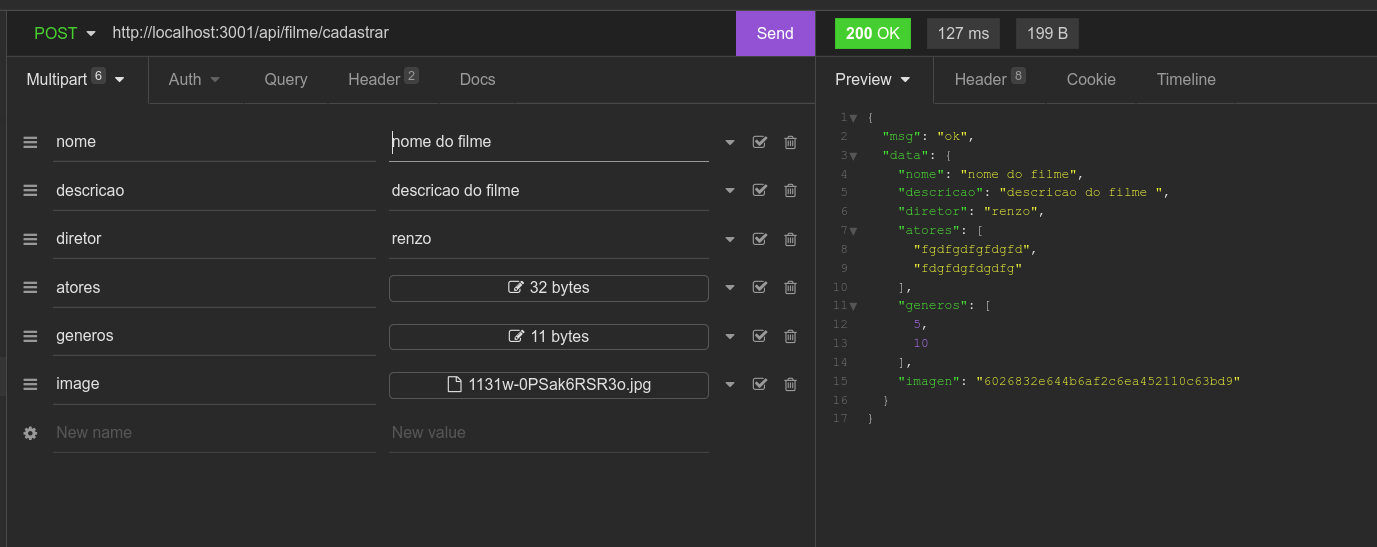 POST http://localhost:3001/api/filme/cadastrar Send 200 OK 127 ms 199 B
Multipart 6 Auth Query Header 2 Docs Preview Header 8 Cookie Timeline
nome nome do filme
descricao descricao do filme
diretor renzo
atores 32 bytes
generos 11 bytes
image 1131w-0PSak6RSR3o.jpg
New name New value
1 {
2 "msg": "ok",
3 "data": {
4 "nome": "nome do filme",
5 "descricao": "descricao do filme ",
6 "diretor": "renzo",
7 "atores": [
8 "fgdfgdfgfdgfd",
9 "fdgfdgfdgdfg"
10 ],
11 "generos": [
12 5,
13 10
14 ],
15 "imagen": "6026832e644b6af2c6ea452110c63bd9"
16 }
17 }